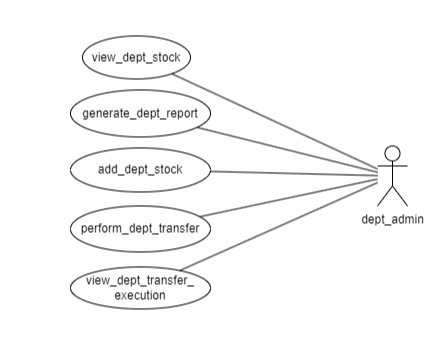 view_dept_stock
generate_dept_report
add_dept_stock
dept_admin
perform_dept_transfer
view_dept_transfer_
execution